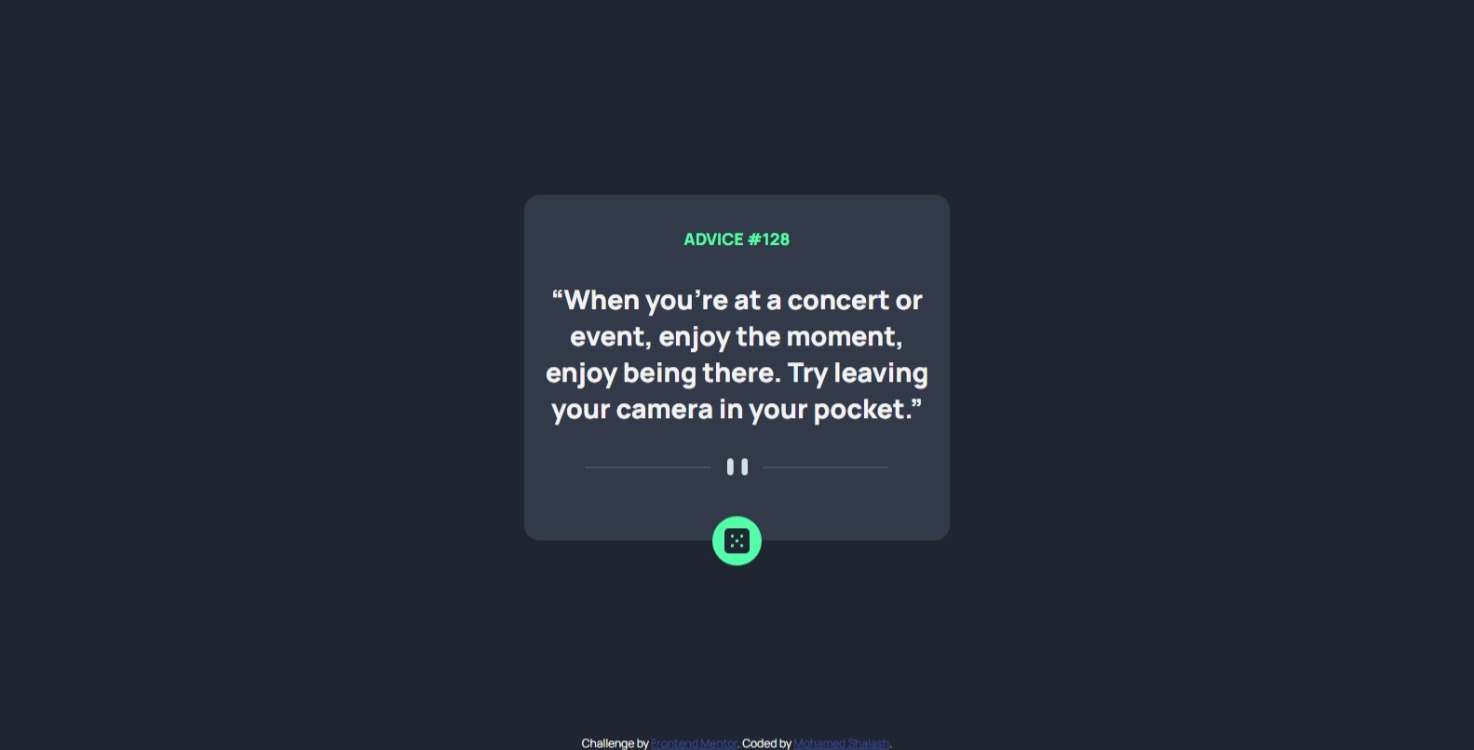 ADVICE #128
“When you’re at a concert or
event, enjoy the moment,
enjoy being there. Try leaving
your camera in your pocket.”
Challenge by Frontend Mentor. Coded by Mohamed Shalash.